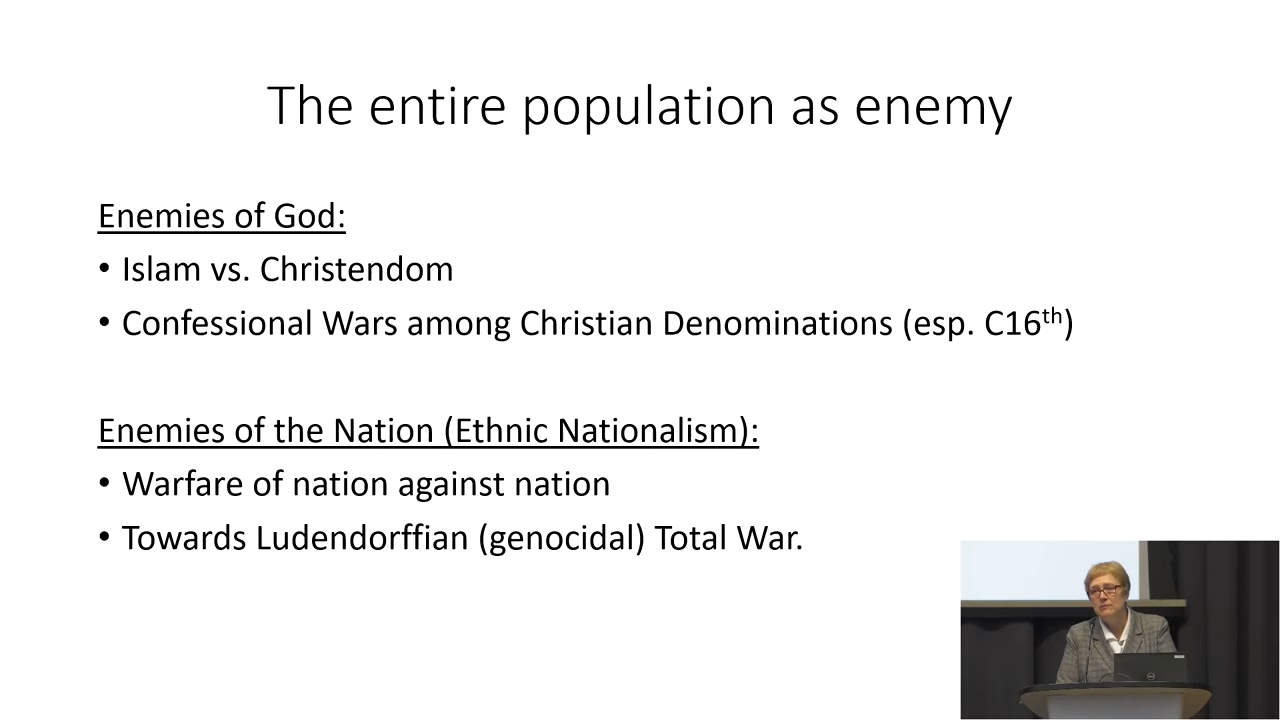 The entire population as enemy
Enemies of God:
• Islam vs. Christendom
• Confessional Wars among Christian Denominations (esp. C16th)
Enemies of the Nation (Ethnic Nationalism):
• Warfare of nation against nation
• Towards Ludendorffian (genocidal) Total War.